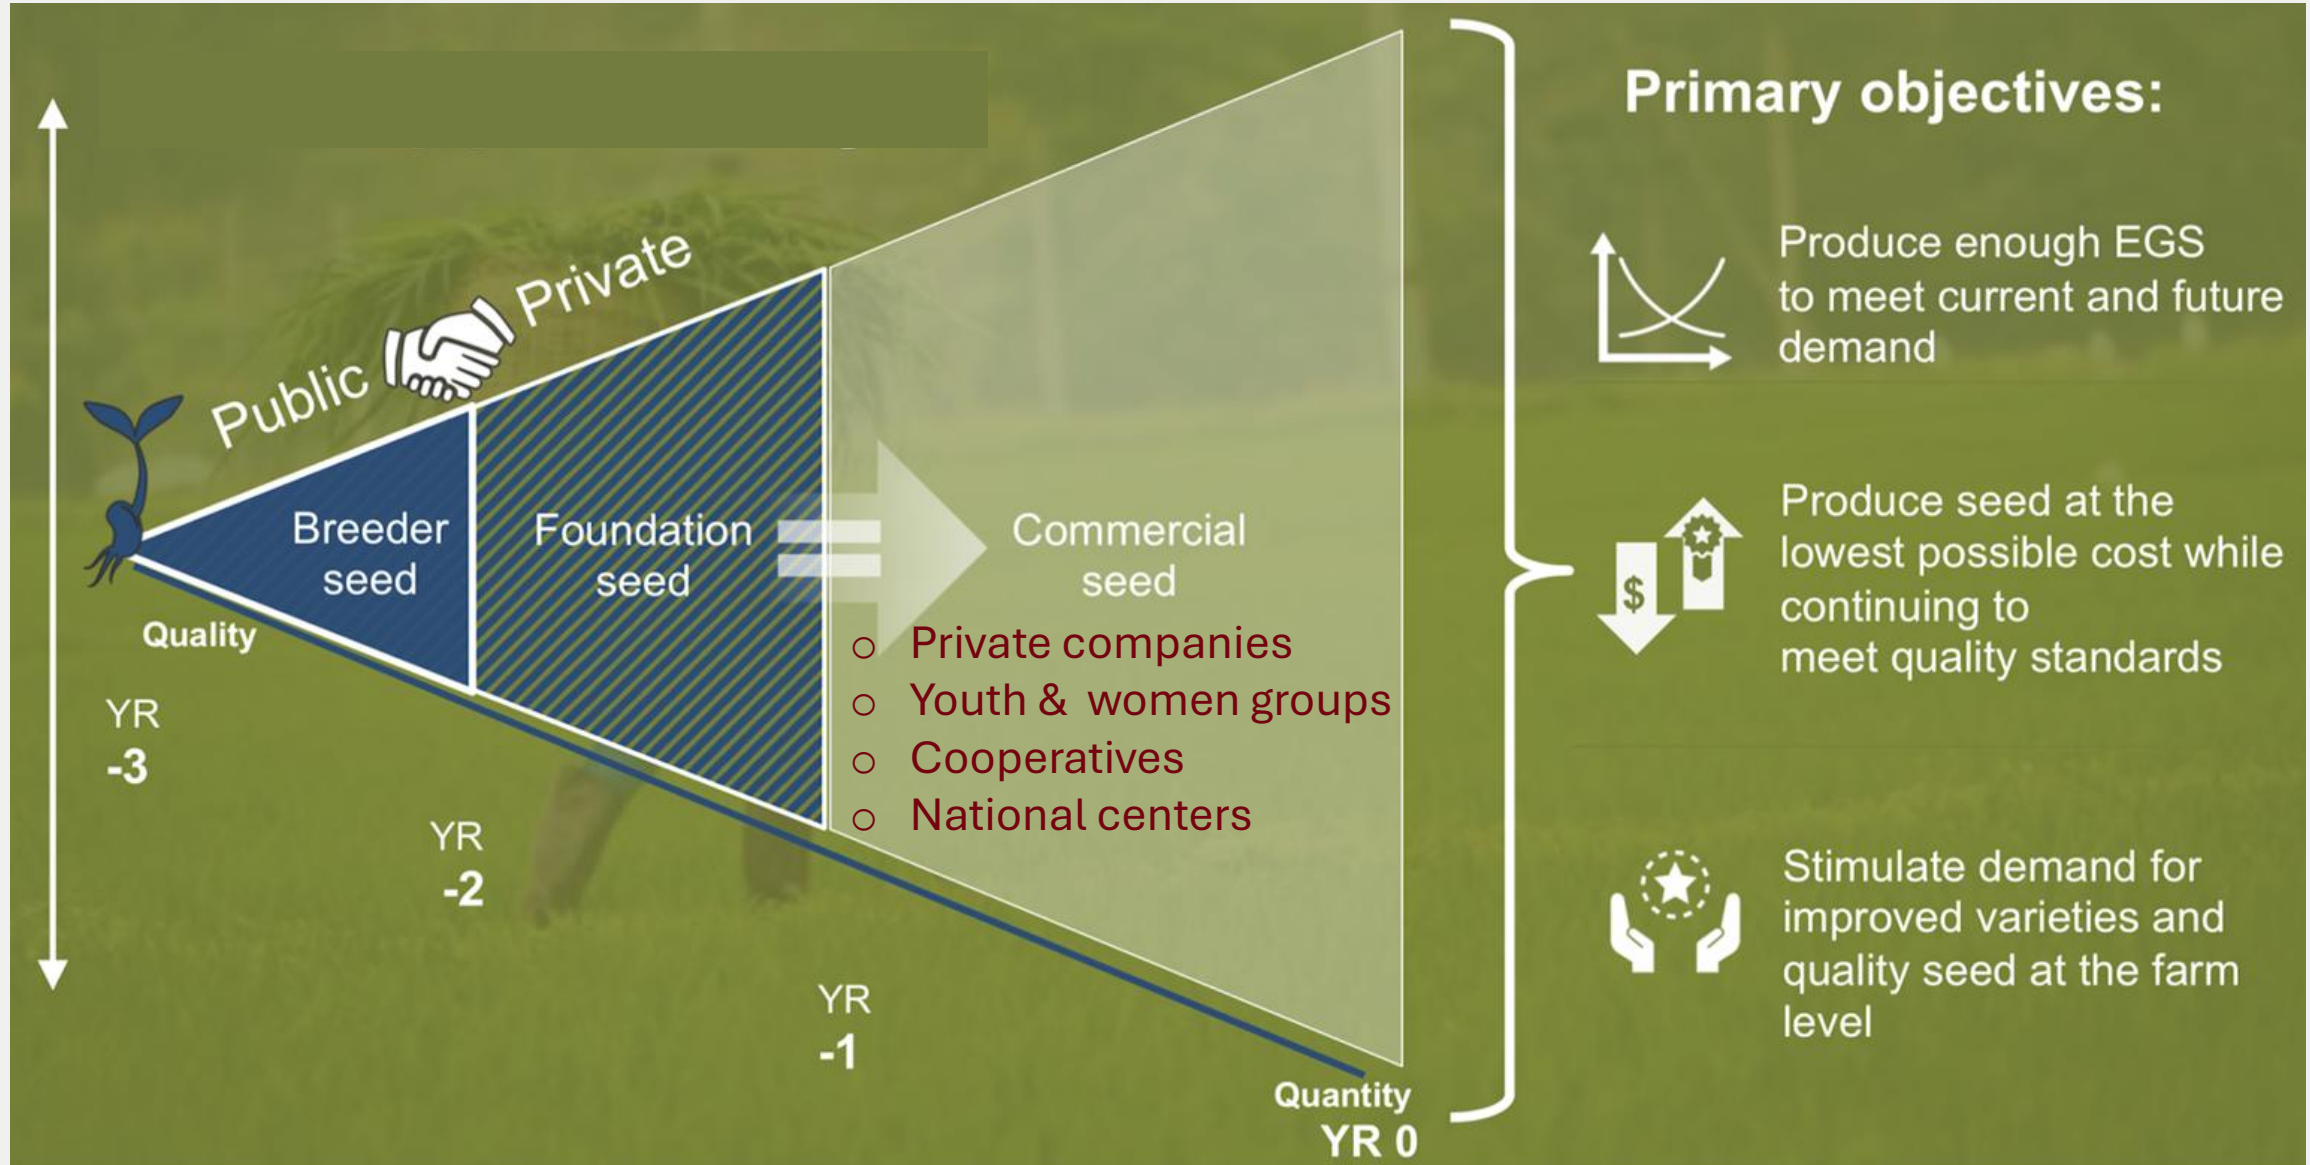 Public
Private
Breeder
seed
Foundation
seed
Commercial
seed
o Private companies
o Youth & women groups
o Cooperatives
o National centers
Quality
YR
-3
YR
-2
YR
-1
Quantity
YR 0
Primary objectives:
Produce enough EGS
to meet current and future
demand
$
Produce seed at the
lowest possible cost while
continuing to
meet quality standards
Stimulate demand for
improved varieties and
quality seed at the farm
level